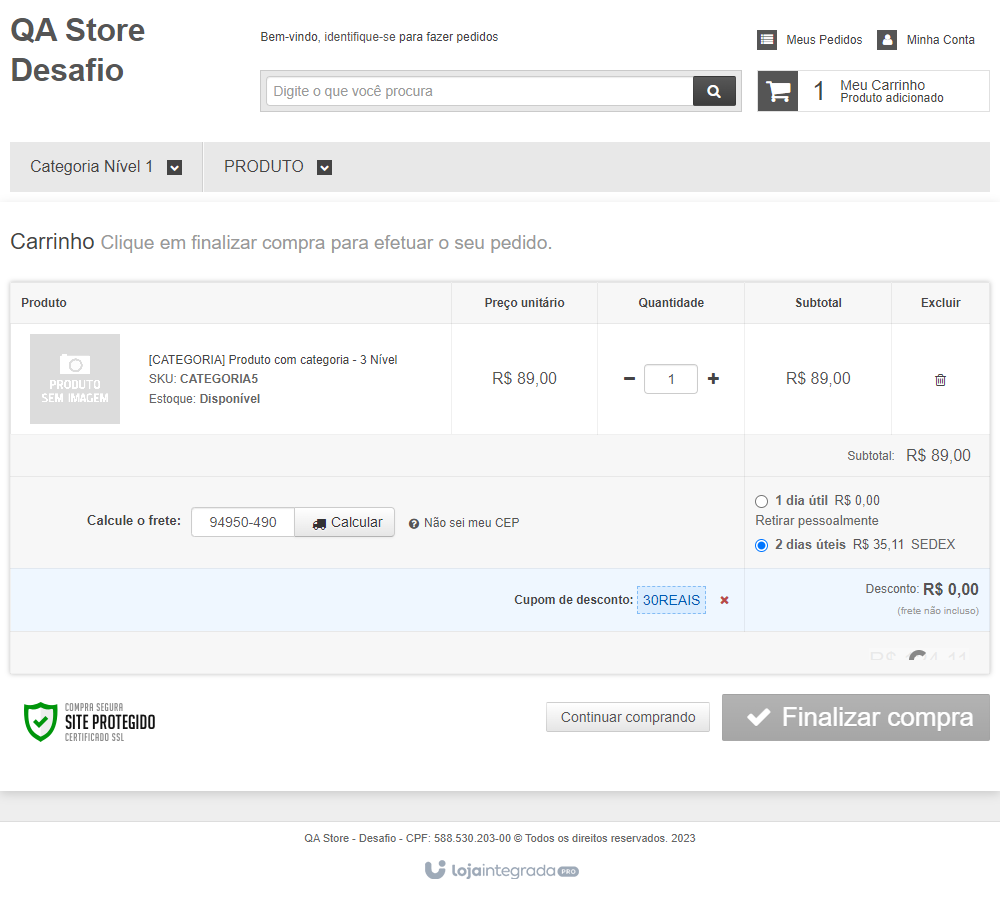 QA Store
Desafio
Bem-vindo, identifique-se para fazer pedidos
Meus Pedidos
Minha Conta
Digite o que você procura
1
Meu Carrinho
Produto adicionado
Categoria Nível 1
PRODUTO
Carrinho Clique em finalizar compra para efetuar o seu pedido.
Produto
Preço unitário
Quantidade
Subtotal
Excluir
PRODUTO
SEM IMAGEM
[CATEGORIA] Produto com categoria - 3 Nível
SKU: CATEGORIA5
Estoque: Disponível
R$ 89,00
1
R$ 89,00
Subtotal: R$ 89,00
Calcule o frete:
94950-490
Calcular
Não sei meu CEP
1 dia útil R$ 0,00
Retirar pessoalmente
2 dias úteis R$ 35,11 SEDEX
Cupom de desconto: 30REAIS
Desconto: R$ 0,00
(frete não incluso)
COMPRA SEGURA
SITE PROTEGIDO
CERTIFICADO SSL
Continuar comprando
Finalizar compra
QA Store - Desafio - CPF: 588.530.203-00 © Todos os direitos reservados. 2023
lojaintegrada PRO